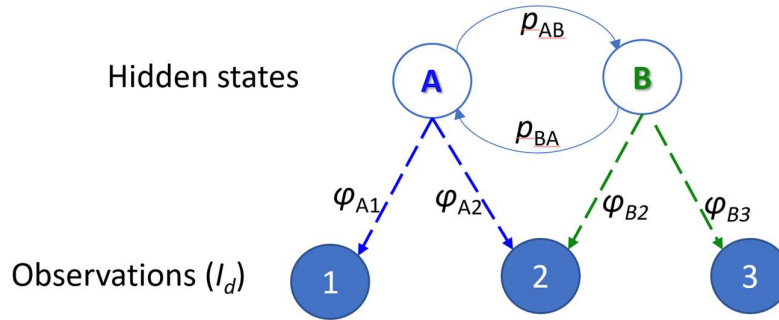 p_AB
Hidden states A B
p_BA
φ_A1 φ_A2 φ_B2 φ_B3
Observations (I_d) 1 2 3